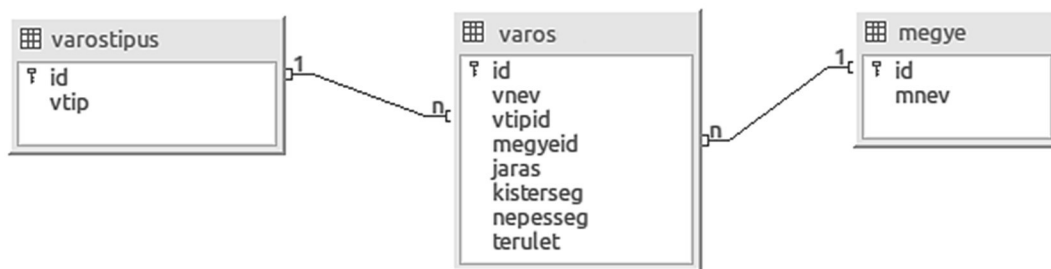 varostipus
id
vtip
1
n
varos
id
vnev
vtipid
megyeid
jaras
kisterseg
nepesseg
terulet
n
1
megye
id
mnev